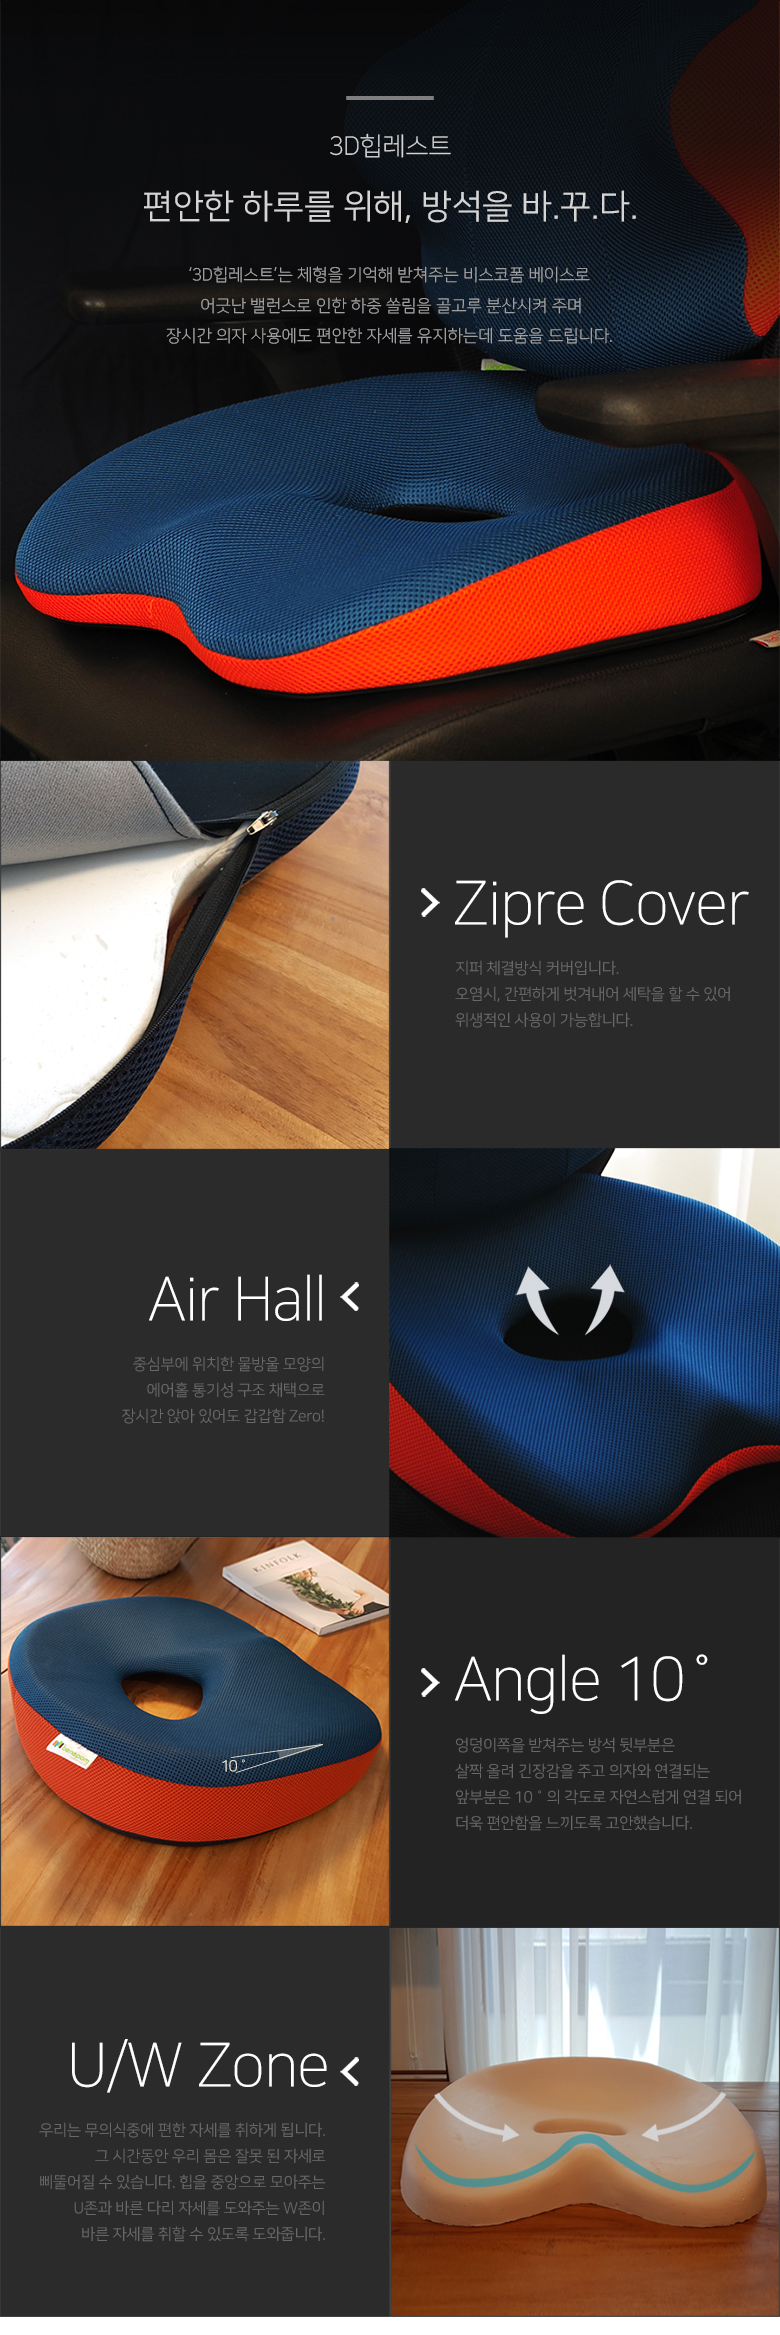 3D힙레스트
편안한 하루를 위해, 방석을 바.꾸.다.
'3D힙레스트'는 체형을 기억해 받쳐주는 비스코폼 베이스로
어긋난 밸런스로 인한 하중 쏠림을 골고루 분산시켜 주며
장시간 의자 사용에도 편안한 자세를 유지하는데 도움을 드립니다.
Zipre Cover
지퍼 체결방식 커버입니다.
오염시, 간편하게 벗겨내어 세탁을 할 수 있어
위생적인 사용이 가능합니다.
Air Hall
중심부에 위치한 물방울 모양의
에어홀 통기성 구조 채택으로
장시간 앉아 있어도 갑갑함 Zero!
KINFOLK
10˚
Angle 10˚
엉덩이쪽을 받쳐주는 방석 뒷부분은
살짝 올려 긴장감을 주고 의자와 연결되는
앞부분은 10˚의 각도로 자연스럽게 연결 되어
더욱 편안함을 느끼도록 고안했습니다.
U/W Zone
우리는 무의식중에 편한 자세를 취하게 됩니다.
그 시간동안 우리 몸은 잘못 된 자세로
삐뚤어질 수 있습니다. 힙을 중앙으로 모아주는
U존과 바른 다리 자세를 도와주는 W존이
바른 자세를 취할 수 있도록 도와줍니다.